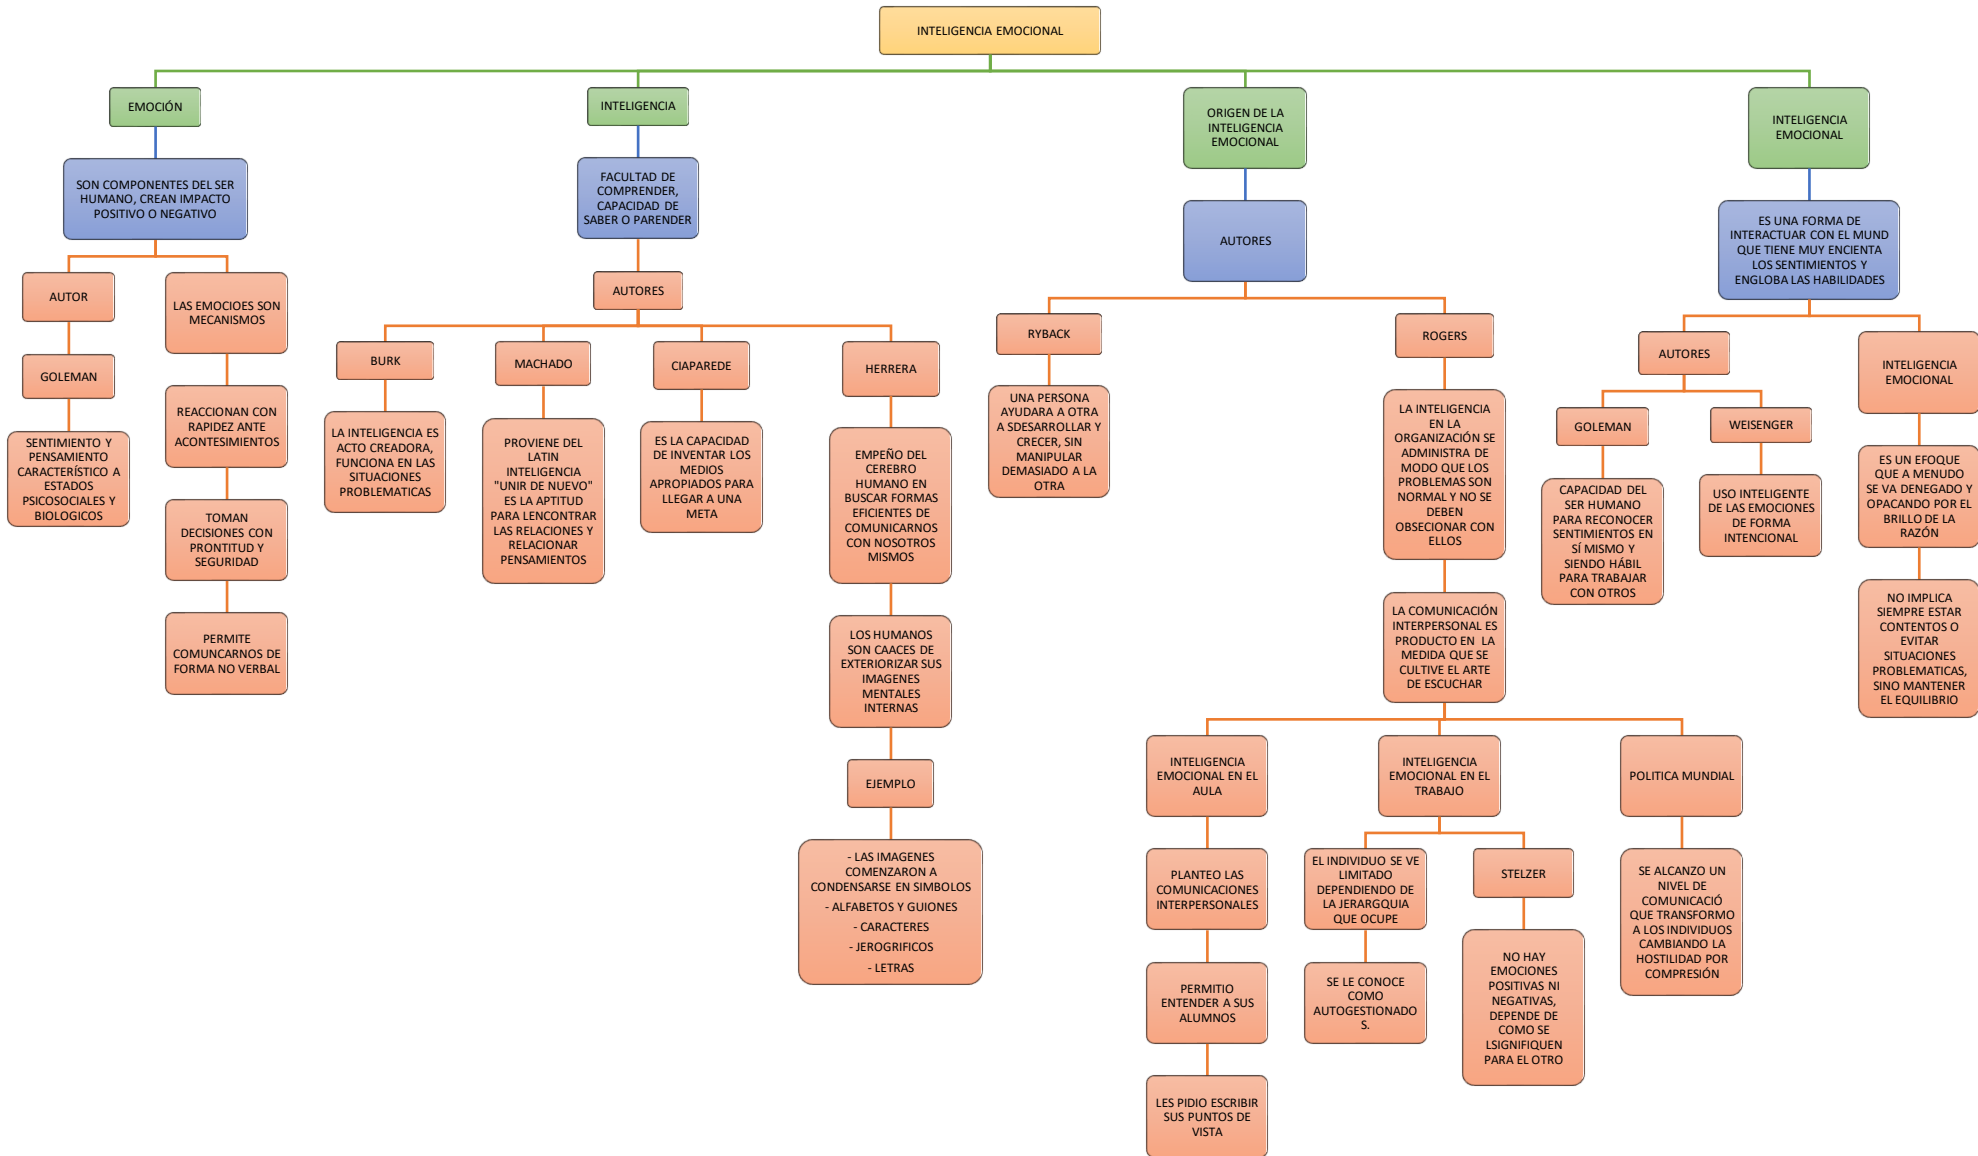 INTELIGENCIA EMOCIONAL
EMOCIÓN
SON COMPONENTES DEL SER
HUMANO, CREAN IMPACTO
POSITIVO O NEGATIVO
AUTOR
GOLEMAN
SENTIMIENTO Y
PENSAMIENTO
CARACTERÍSTICO A
ESTADOS
PSICOSOCIALES Y
BIOLOGICOS
LAS EMOCIOES SON
MECANISMOS
REACCIONAN CON
RAPIDEZ ANTE
ACONTESIMIENTOS
TOMAN
DECISIONES CON
PRONTITUD Y
SEGURIDAD
PERMITE
COMUNCARNOS DE
FORMA NO VERBAL
INTELIGENCIA
FACULTAD DE
COMPRENDER,
CAPACIDAD DE
SABER O PARENDER
AUTORES
BURK
LA INTELIGENCIA ES
ACTO CREADORA,
FUNCIONA EN LAS
SITUACIONES
PROBLEMATICAS
MACHADO
PROVIENE DEL
LATIN
INTELIGENCIA
"UNIR DE NUEVO"
ES LA APTITUD
PARA LENCONTRAR
LAS RELACIONES Y
RELACIONAR
PENSAMIENTOS
CIAPAREDE
ES LA CAPACIDAD
DE INVENTAR LOS
MEDIOS
APROPIADOS PARA
LLEGAR A UNA
META
HERRERA
EMPEÑO DEL
CEREBRO
HUMANO EN
BUSCAR FORMAS
EFICIENTES DE
COMUNICARNOS
CON NOSOTROS
MISMOS
LOS HUMANOS
SON CAACES DE
EXTERIORIZAR SUS
IMAGENES
MENTALES
INTERNAS
EJEMPLO
- LAS IMAGENES
COMENZARON A
CONDENSARSE EN SIMBOLOS
- ALFABETOS Y GUIONES
- CARACTERES
- JEROGRIFICOS
- LETRAS
ORIGEN DE LA
INTELIGENCIA
EMOCIONAL
AUTORES
RYBACK
UNA PERSONA
AYUDARA A OTRA
A SDESARROLLAR Y
CRECER, SIN
MANIPULAR
DEMASIADO A LA
OTRA
ROGERS
LA INTELIGENCIA
EN LA
ORGANIZACIÓN SE
ADMINISTRA DE
MODO QUE LOS
PROBLEMAS SON
NORMAL Y NO SE
DEBEN
OBSECIONAR CON
ELLOS
LA COMUNICACIÓN
INTERPERSONAL ES
PRODUCTO EN LA
MEDIDA QUE SE
CULTIVE EL ARTE
DE ESCUCHAR
INTELIGENCIA
EMOCIONAL EN EL
AULA
PLANTEO LAS
COMUNICACIONES
INTERPERSONALES
PERMITIO
ENTENDER A SUS
ALUMNOS
LES PIDIO ESCRIBIR
SUS PUNTOS DE
VISTA
INTELIGENCIA
EMOCIONAL EN EL
TRABAJO
EL INDIVIDUO SE VE
LIMITADO
DEPENDIENDO DE
LA JERARGQUIA
QUE OCUPE
SE LE CONOCE
COMO
AUTOGESTIONADO
S.
STELZER
NO HAY
EMOCIONES
POSITIVAS NI
NEGATIVAS,
DEPENDE DE
COMO SE
LSIGNIFIQUEN
PARA EL OTRO
POLITICA MUNDIAL
SE ALCANZO UN
NIVEL DE
COMUNICACIÓ
QUE TRANSFORMO
A LOS INDIVIDUOS
CAMBIANDO LA
HOSTILIDAD POR
COMPRESIÓN
INTELIGENCIA
EMOCIONAL
ES UNA FORMA DE
INTERACTUAR CON EL MUND
QUE TIENE MUY ENCIENTA
LOS SENTIMIENTOS Y
ENGLOBA LAS HABILIDADES
AUTORES
GOLEMAN
CAPACIDAD DEL
SER HUMANO
PARA RECONOCER
SENTIMIENTOS EN
SÍ MISMO Y
SIENDO HÁBIL
PARA TRABAJAR
CON OTROS
WEISENGER
USO INTELIGENTE
DE LAS EMOCIONES
DE FORMA
INTENCIONAL
INTELIGENCIA
EMOCIONAL
ES UN EFOQUE
QUE A MENUDO
SE VA DENEGADO Y
OPACANDO POR EL
BRILLO DE LA
RAZÓN
NO IMPLICA
SIEMPRE ESTAR
CONTENTOS O
EVITAR
SITUACIONES
PROBLEMATICAS,
SINO MANTENER
EL EQUILIBRIO